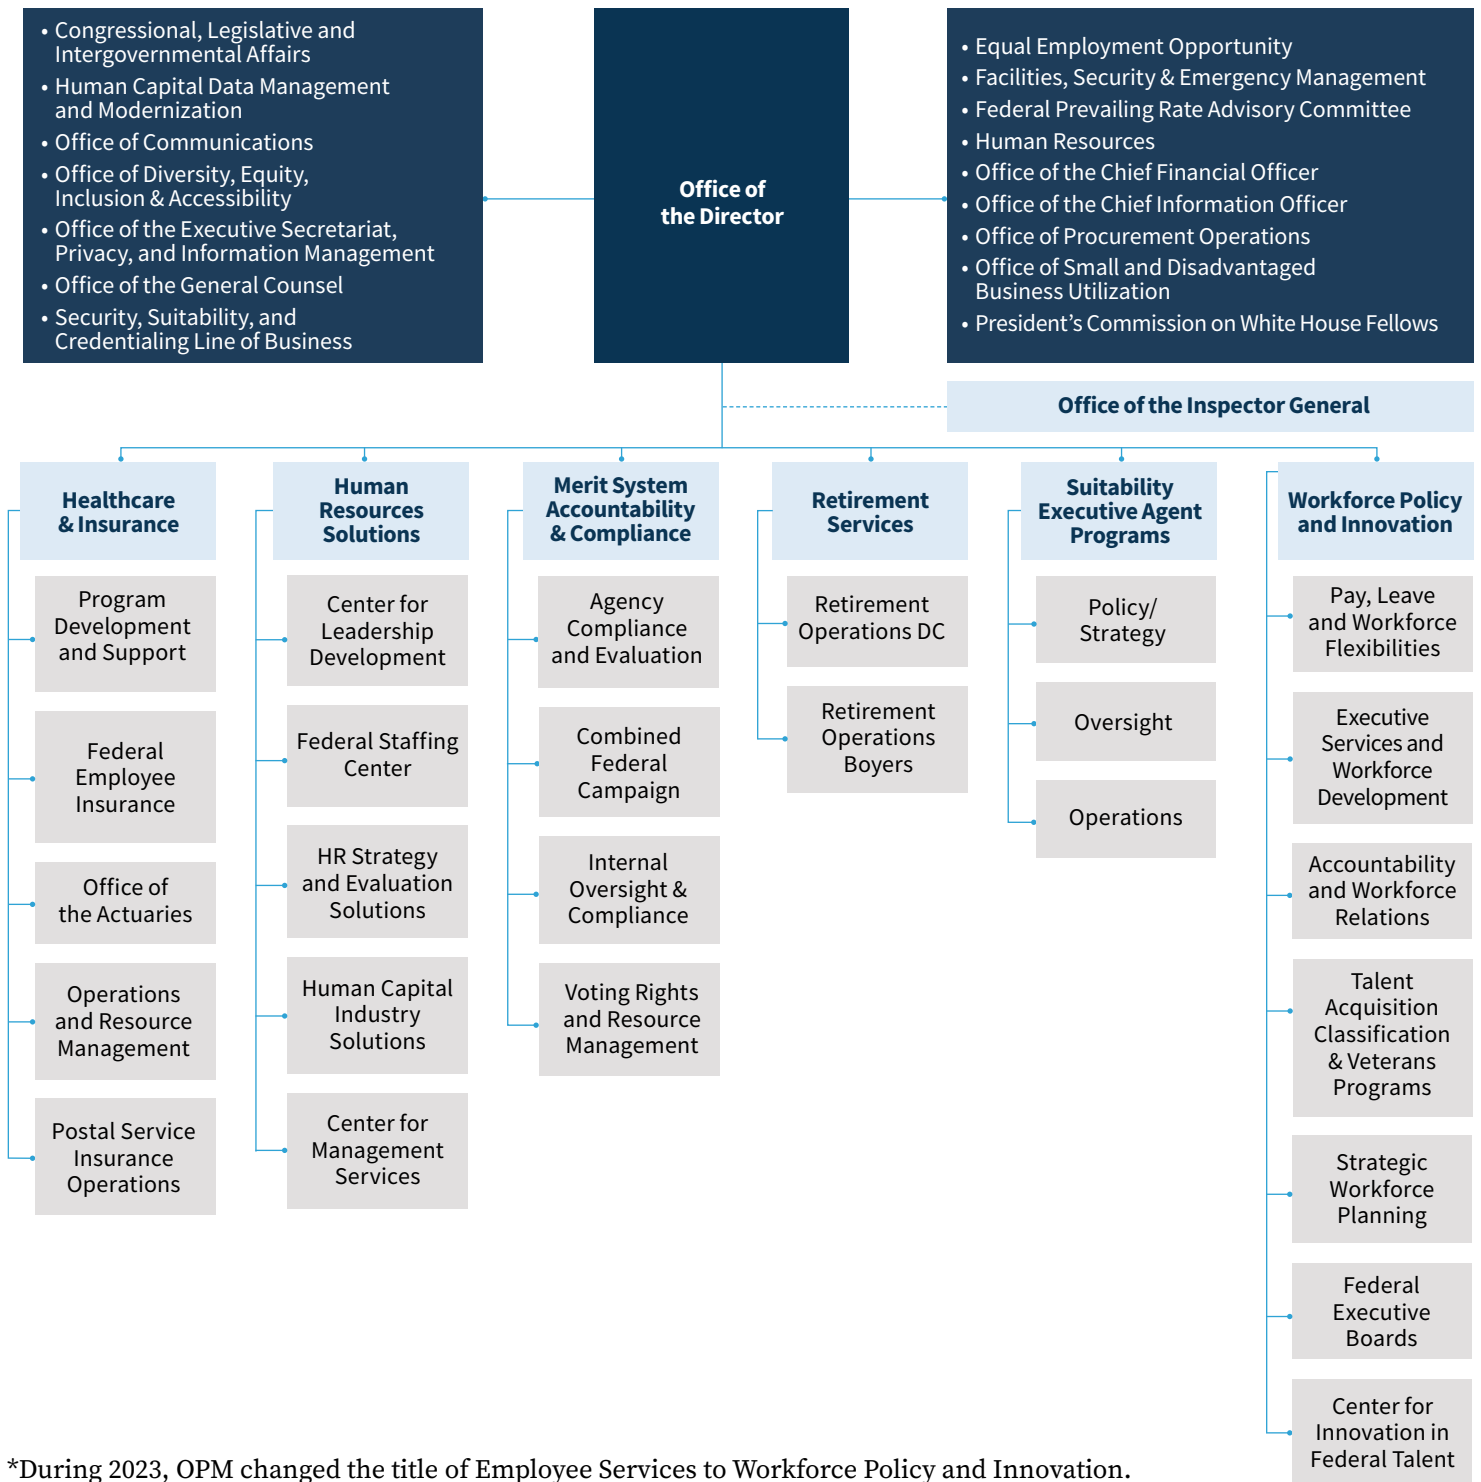 • Congressional, Legislative and
Intergovernmental Affairs
• Human Capital Data Management
and Modernization
• Office of Communications
• Office of Diversity, Equity,
Inclusion & Accessibility
• Office of the Executive Secretariat,
Privacy, and Information Management
• Office of the General Counsel
• Security, Suitability, and
Credentialing Line of Business
Office of
the Director
• Equal Employment Opportunity
• Facilities, Security & Emergency Management
• Federal Prevailing Rate Advisory Committee
• Human Resources
• Office of the Chief Financial Officer
• Office of the Chief Information Officer
• Office of Procurement Operations
• Office of Small and Disadvantaged
Business Utilization
• President’s Commission on White House Fellows
Office of the Inspector General
Healthcare
& Insurance
Program
Development
and Support
Federal
Employee
Insurance
Office of
the Actuaries
Operations
and Resource
Management
Postal Service
Insurance
Operations
Human
Resources
Solutions
Center for
Leadership
Development
Federal Staffing
Center
HR Strategy
and Evaluation
Solutions
Human Capital
Industry
Solutions
Center for
Management
Services
Merit System
Accountability
& Compliance
Agency
Compliance
and Evaluation
Combined
Federal
Campaign
Internal
Oversight &
Compliance
Voting Rights
and Resource
Management
Retirement
Services
Retirement
Operations DC
Retirement
Operations
Boyers
Suitability
Executive Agent
Programs
Policy/
Strategy
Oversight
Operations
Workforce Policy
and Innovation
Pay, Leave
and Workforce
Flexibilities
Executive
Services and
Workforce
Development
Accountability
and Workforce
Relations
Talent
Acquisition
Classification
& Veterans
Programs
Strategic
Workforce
Planning
Federal
Executive
Boards
Center for
Innovation in
Federal Talent
*During 2023, OPM changed the title of Employee Services to Workforce Policy and Innovation.